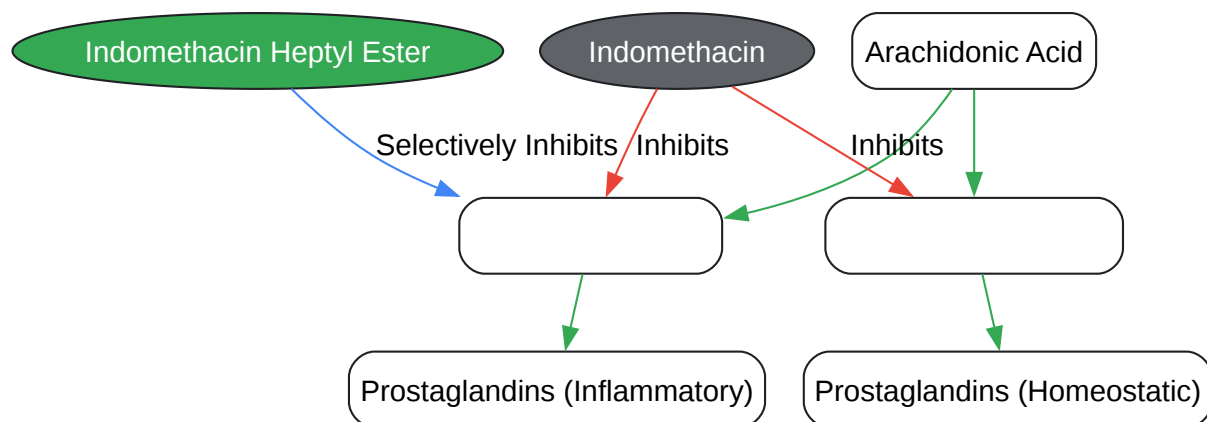 Indomethacin Heptyl Ester
Indomethacin
Arachidonic Acid
Selectively Inhibits
Inhibits
Inhibits
Prostaglandins (Inflammatory)
Prostaglandins (Homeostatic)